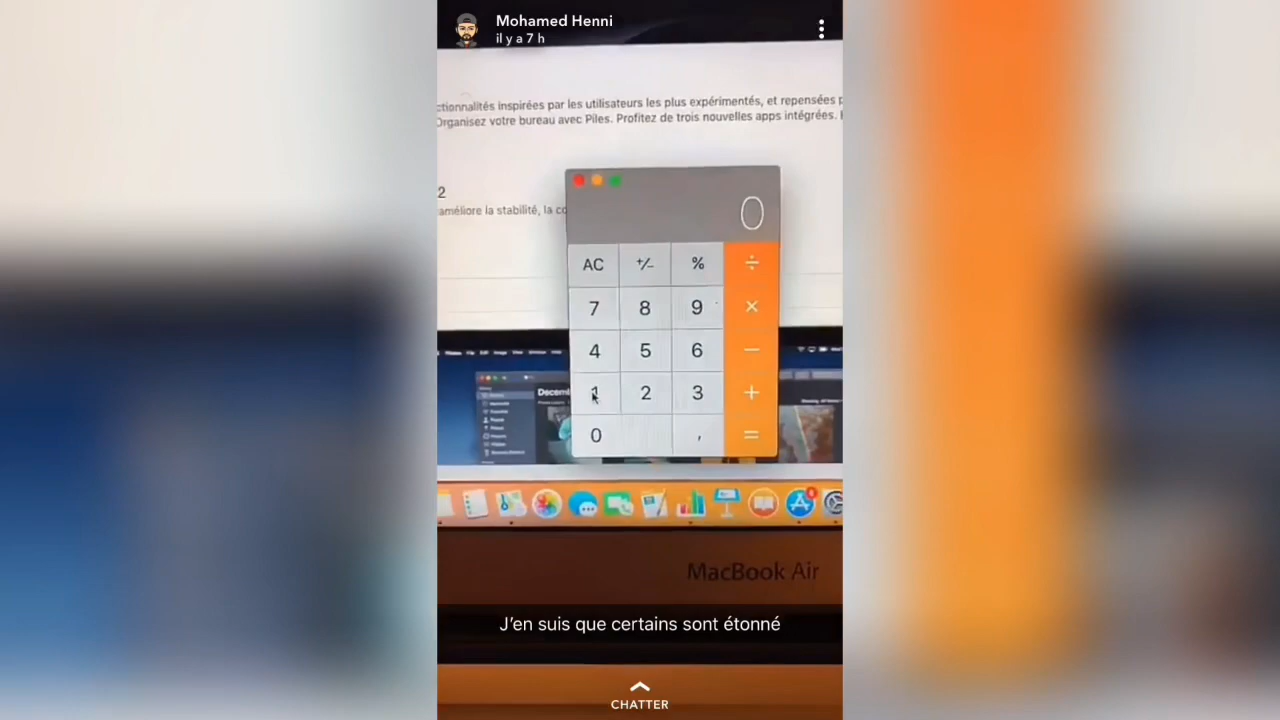 Mohamed Henni
il y a 7 h
ctionnalités inspirées par les utilisateurs les plus expérimentés, et repensées
Organisez votre bureau avec Piles. Profitez de trois nouvelles apps intégrées.
2
améliore la stabilité, la
0
AC +/− % ÷
7 8 9 ×
4 5 6 −
1 2 3 +
0 , =
MacBook Air
J'en suis que certains sont étonné
CHATTER